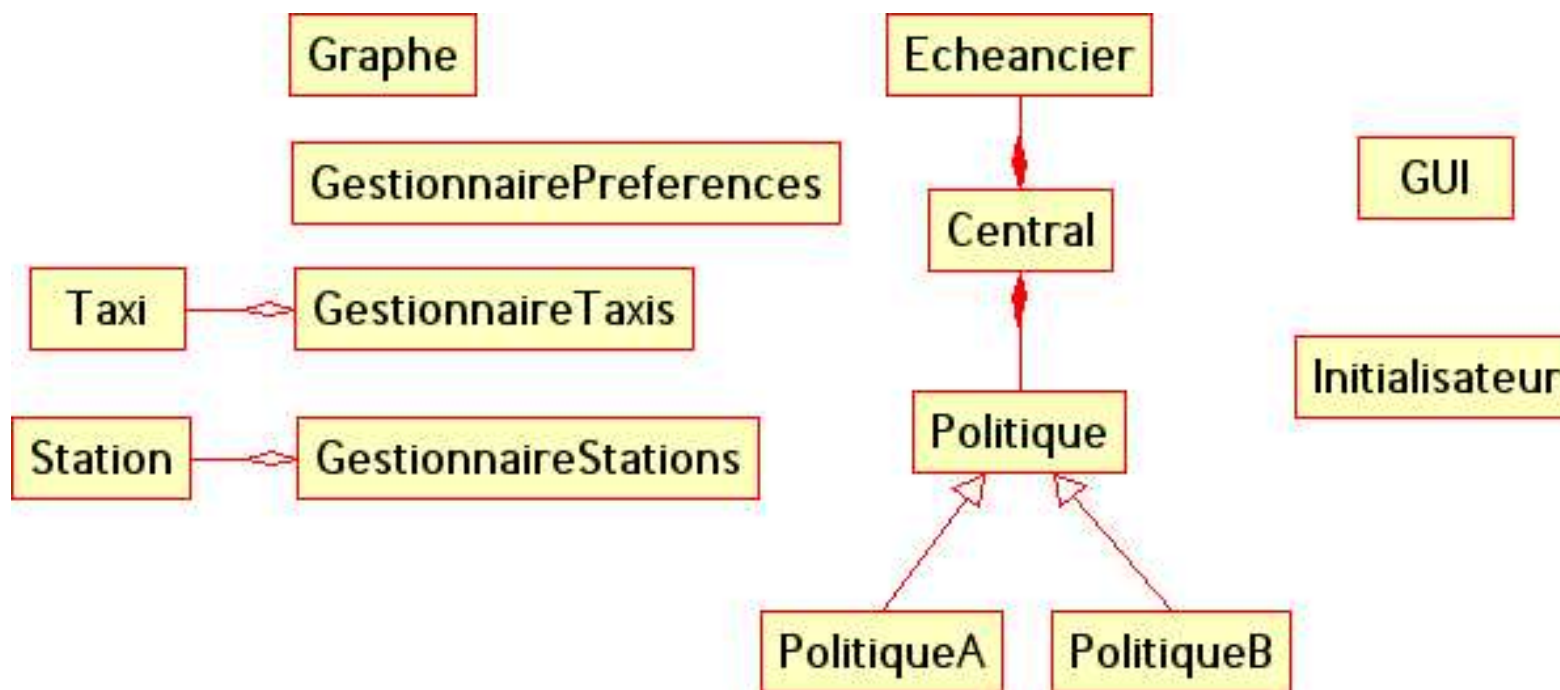 Graphe
Echeancier
GestionnairePreferences
GUI
Central
Taxi
GestionnaireTaxis
Initialisateur
Politique
Station
GestionnaireStations
PolitiqueA
PolitiqueB